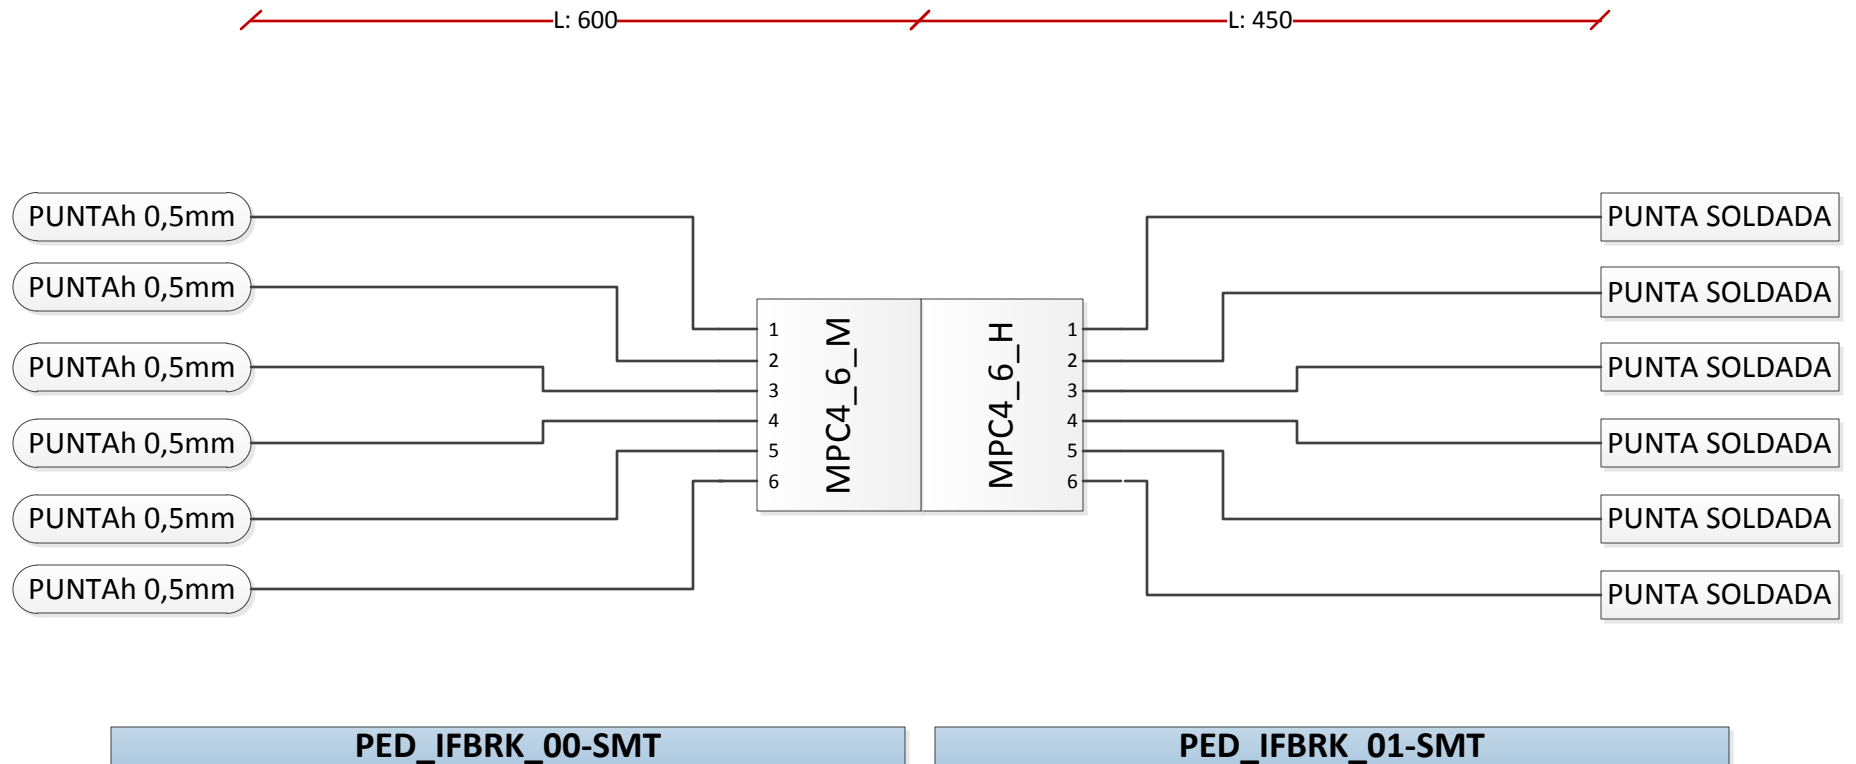 L: 600
L: 450
PUNTAh 0,5mm
PUNTAh 0,5mm
PUNTAh 0,5mm
PUNTAh 0,5mm
PUNTAh 0,5mm
PUNTAh 0,5mm
1
2
3
4
5
6
MPC4_6_M
MPC4_6_H
1
2
3
4
5
6
PUNTA SOLDADA
PUNTA SOLDADA
PUNTA SOLDADA
PUNTA SOLDADA
PUNTA SOLDADA
PUNTA SOLDADA
PED_IFBRK_00-SMT
PED_IFBRK_01-SMT